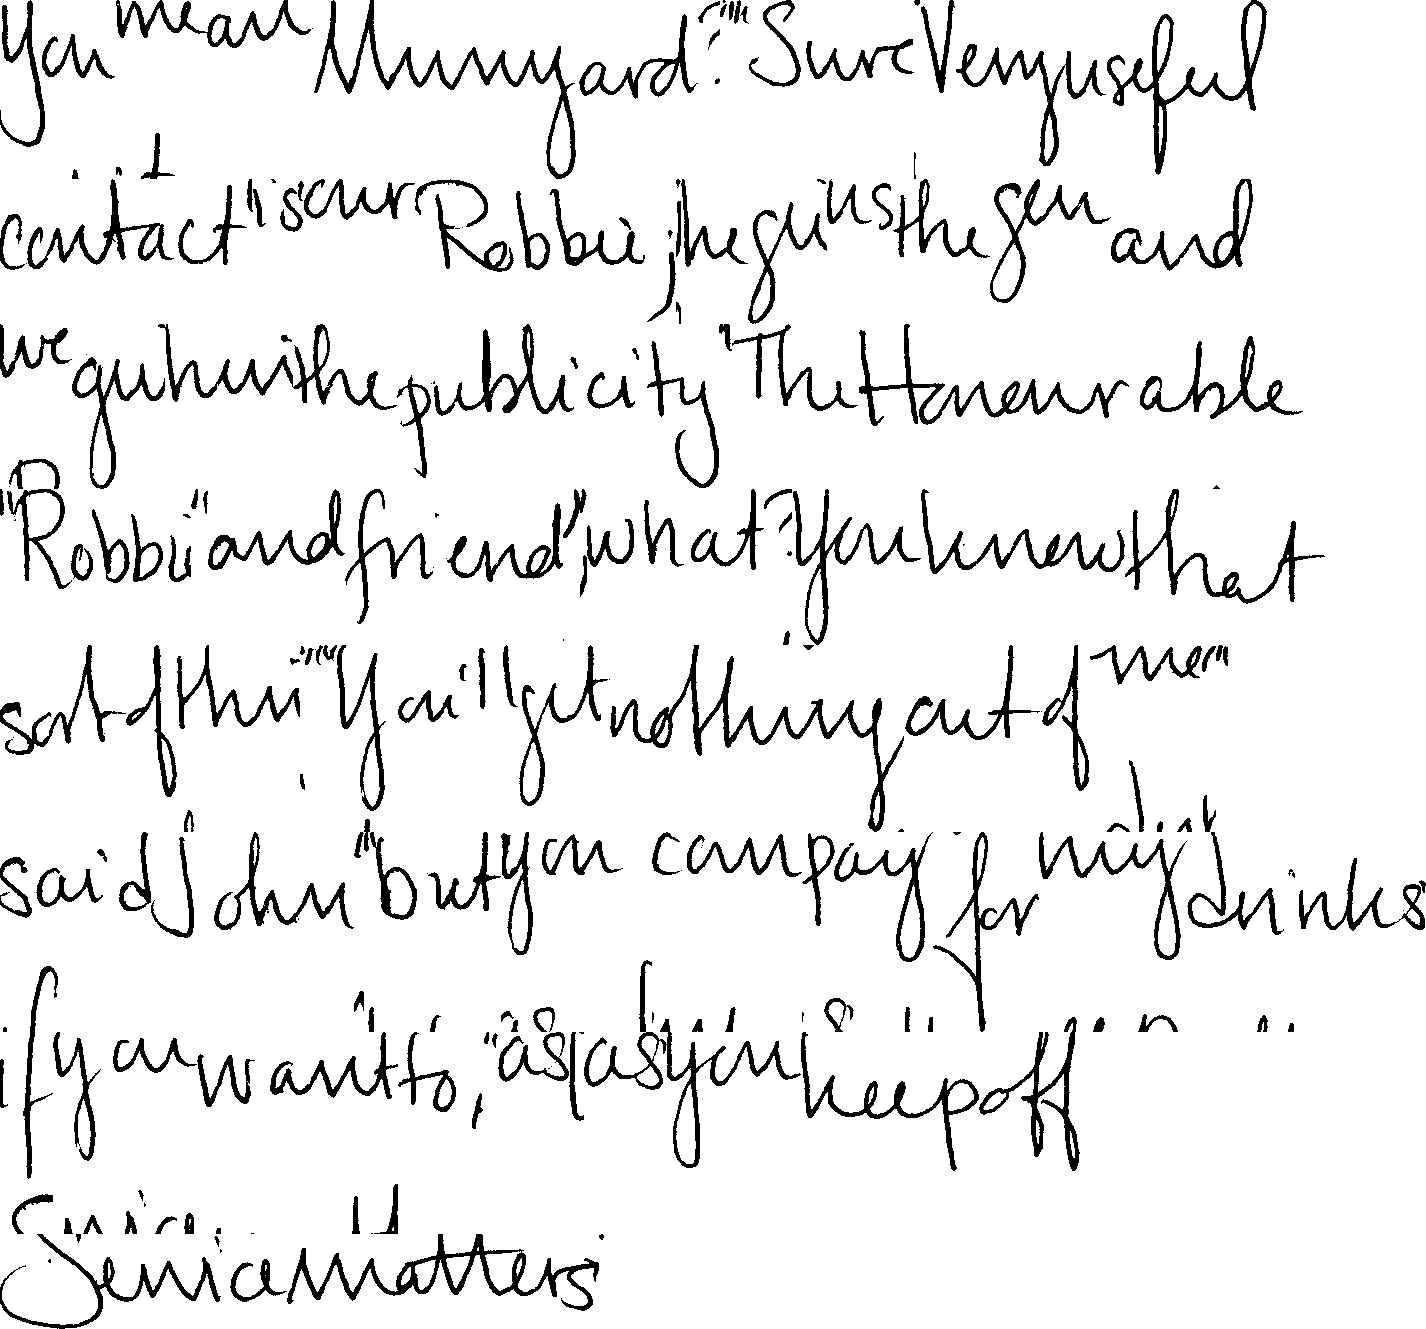 You mean Munyard?" "Sure Very useful
contact is our Robbie; he gives us the gen and
we give him the publicity "The Honourable
"Robbie" and friend", what? You know that
sort of thing" "You'll get nothing out of me"
said John "but you can pay for my drinks
if you want to, "as as you keep off
Service matters